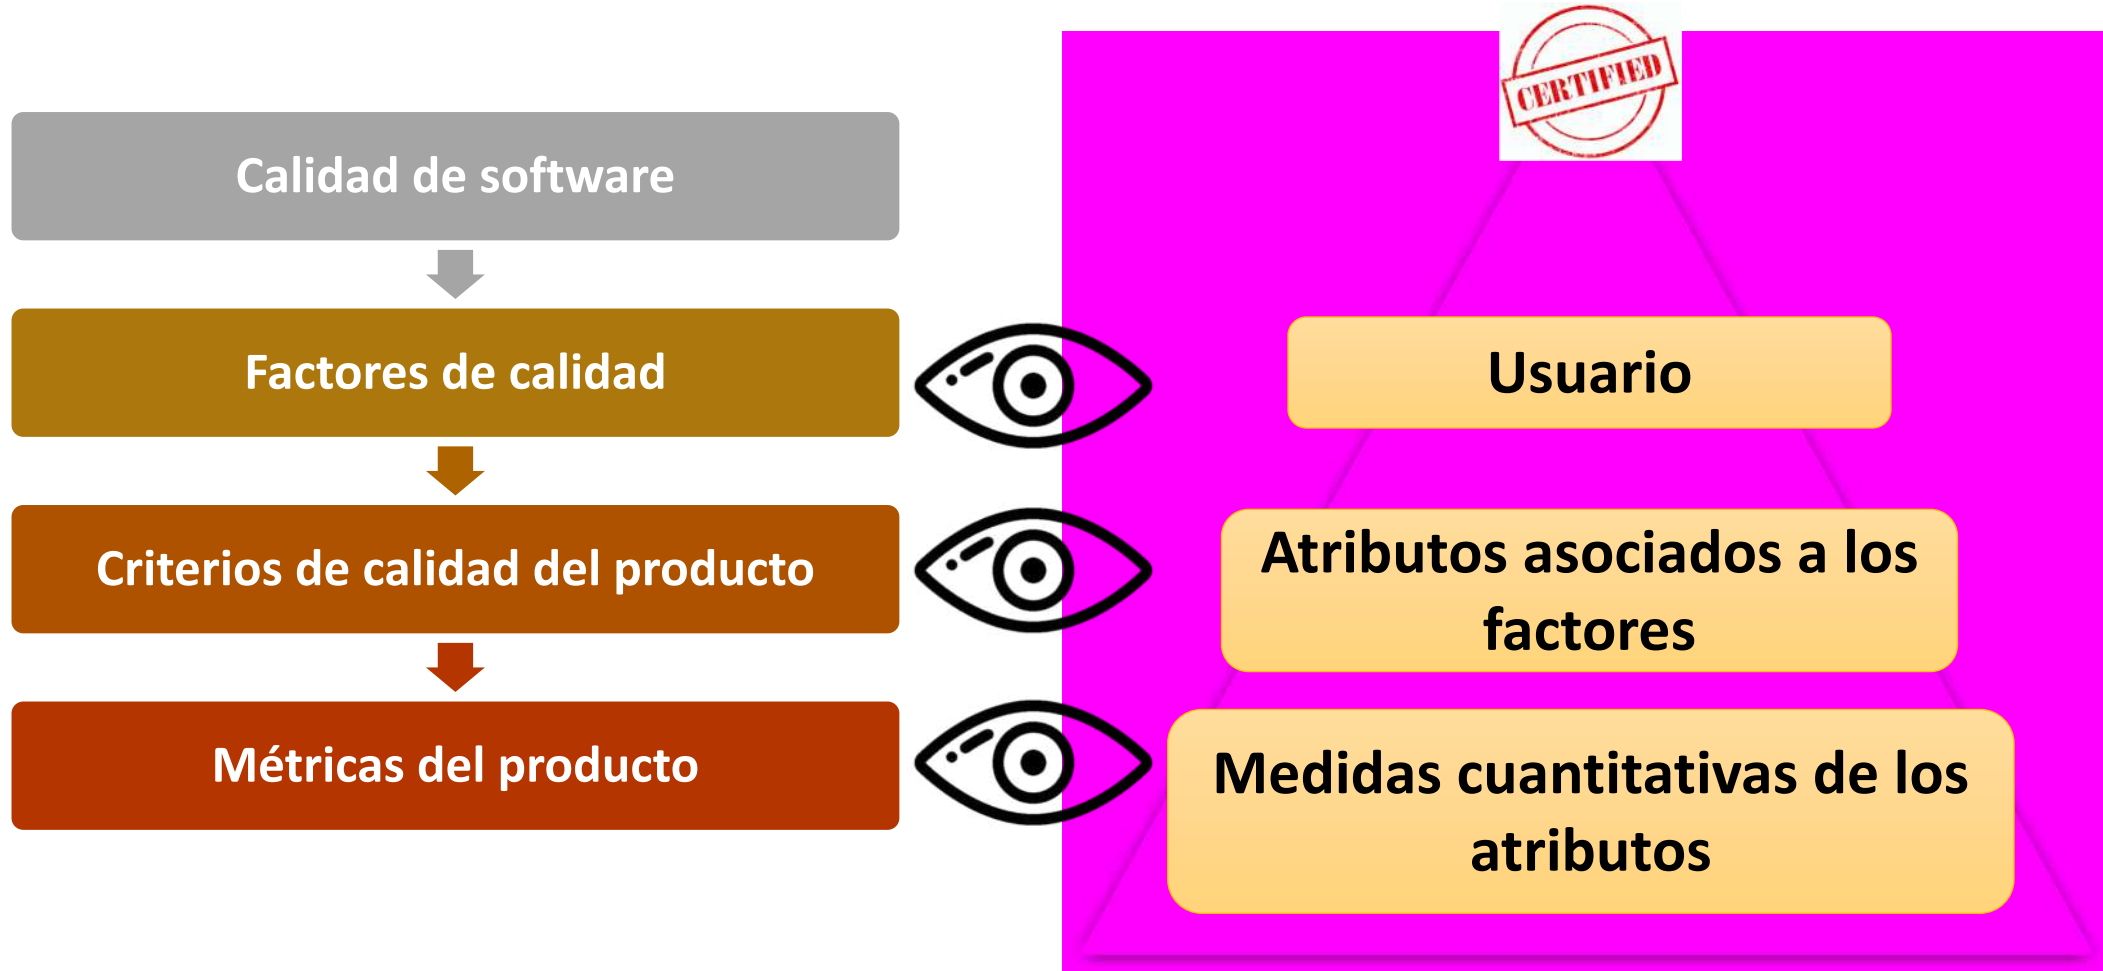 Calidad de software
Factores de calidad
Criterios de calidad del producto
Métricas del producto
CERTIFIED
Usuario
Atributos asociados a los
factores
Medidas cuantitativas de los
atributos